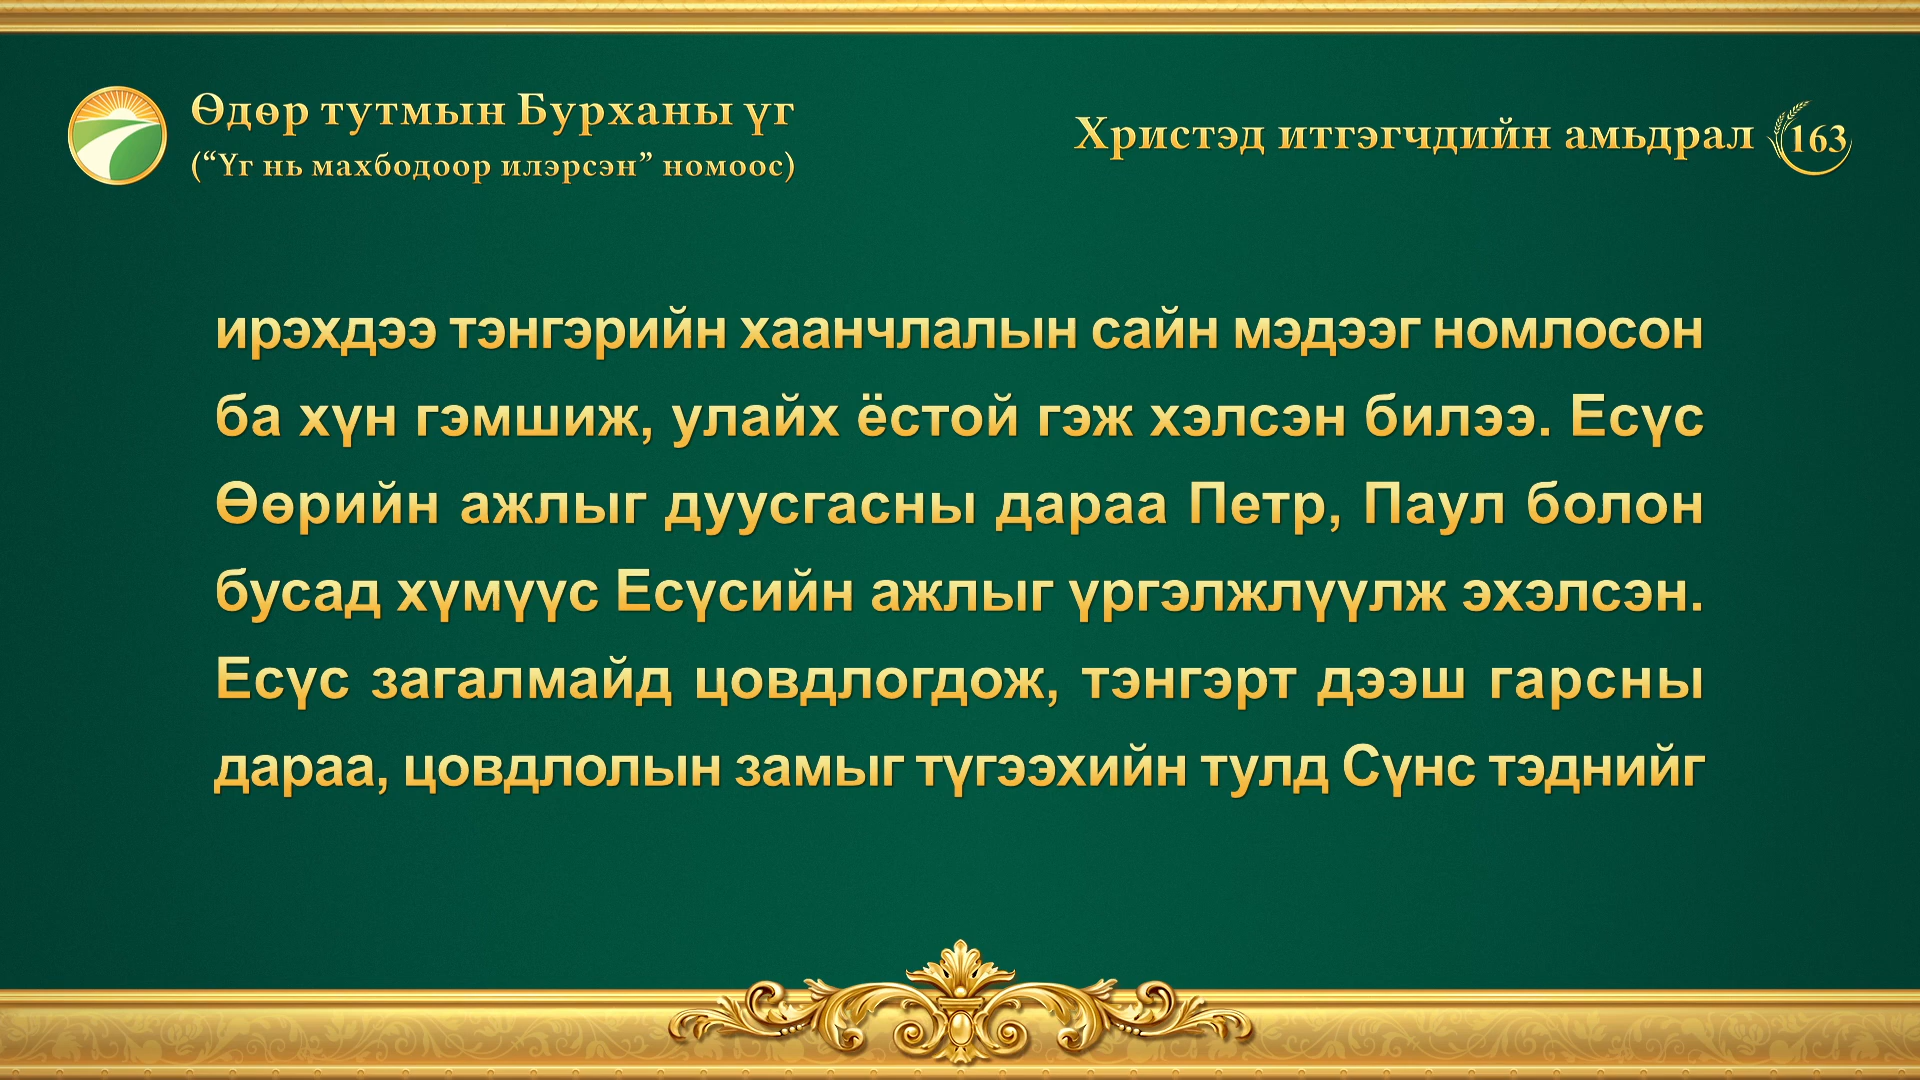 Өдөр тутмын Бурханы үг
(“Үг нь махбодоор илэрсэн” номоос)
Христэд итгэгчдийн амьдрал 163
ирэхдээ тэнгэрийн хаанчлалын сайн мэдээг номлосон
ба хүн гэмшиж, улайх ёстой гэж хэлсэн билээ. Есүс
Өөрийн ажлыг дуусгасны дараа Петр, Паул болон
бусад хүмүүс Есүсийн ажлыг үргэлжлүүлж эхэлсэн.
Есүс загалмайд цовдлогдож, тэнгэрт дээш гарсны
дараа, цовдлолын замыг түгээхийн тулд Сүнс тэднийг